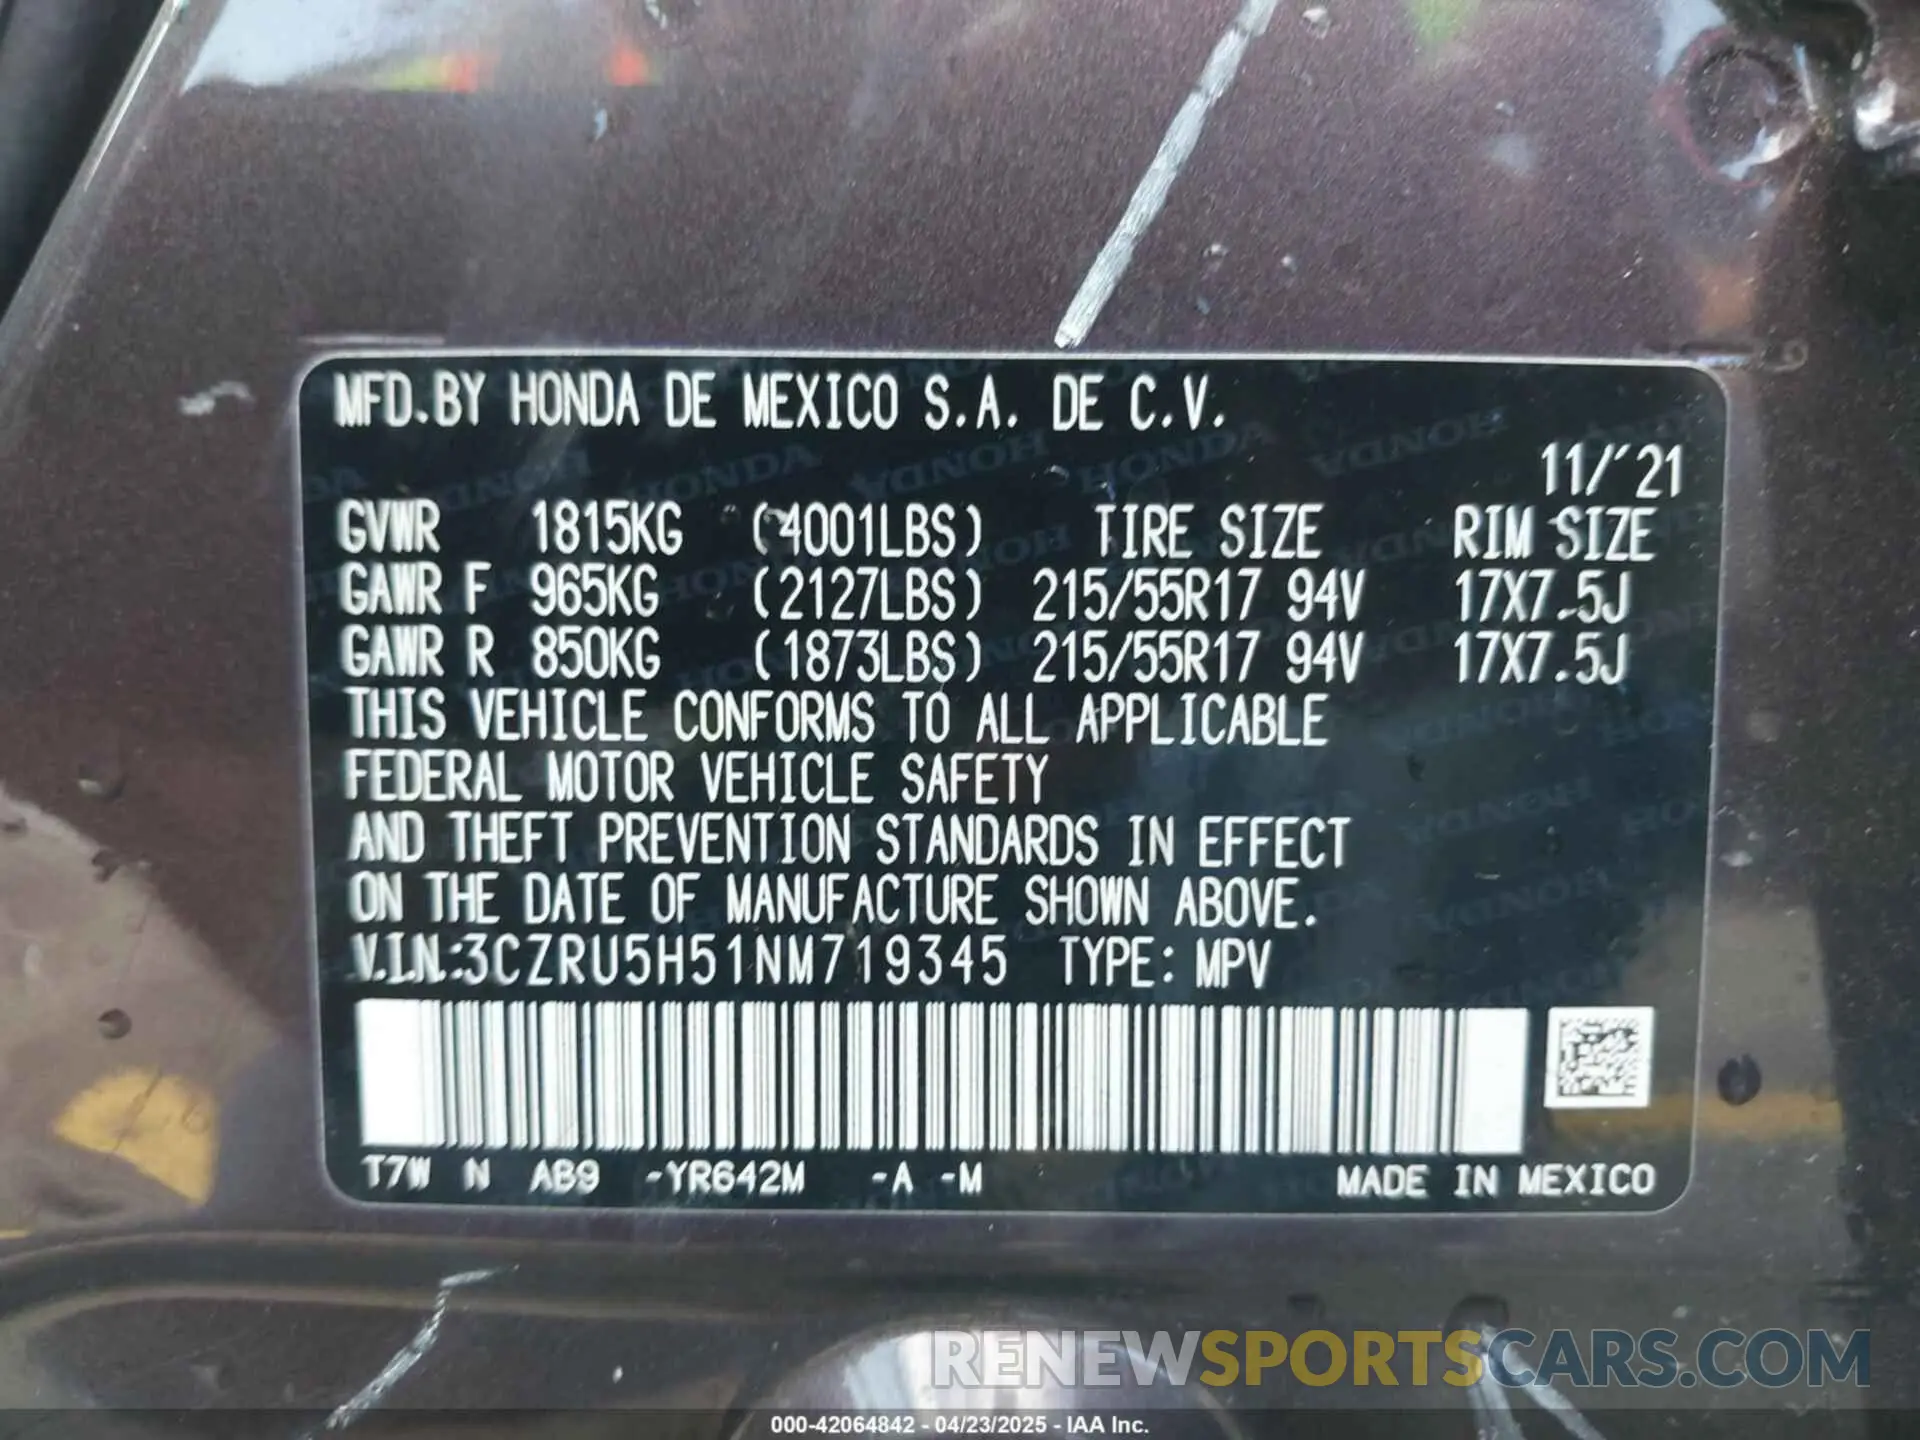 MFD.BY HONDA DE MEXICO S.A. DE C.V.
11/´21
GVWR 1815KG (4001LBS) TIRE SIZE RIM SIZE
GAWR F 965KG (2127LBS) 215/55R17 94V 17X7.5J
GAWR R 850KG (1873LBS) 215/55R17 94V 17X7.5J
THIS VEHICLE CONFORMS TO ALL APPLICABLE
FEDERAL MOTOR VEHICLE SAFETY
AND THEFT PREVENTION STANDARDS IN EFFECT
ON THE DATE OF MANUFACTURE SHOWN ABOVE.
V.I.N.:3CZRU5H51NM719345 TYPE: MPV
T7W N AB9 -YR642M -A -M MADE IN MEXICO
RENEWSPORTSCARS.COM
000-42064842 - 04/23/2025 - IAA Inc.